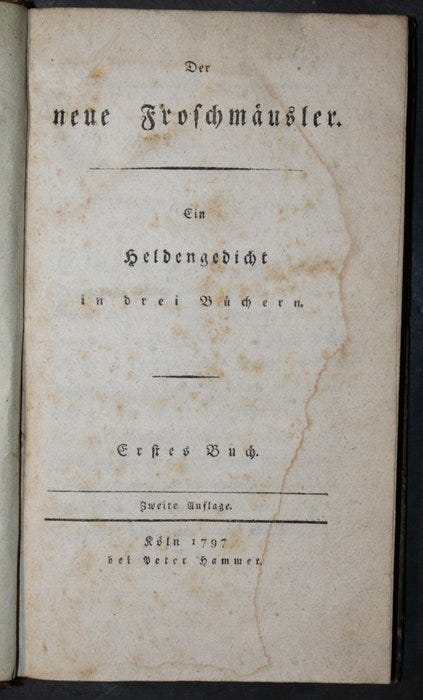 Der
neue Froſchmäusler.
Ein
Heldengedicht
in drei Büchern.
Erſtes Buch.
Zweite Auflage.
Köln 1797
bei Peter Hammer.